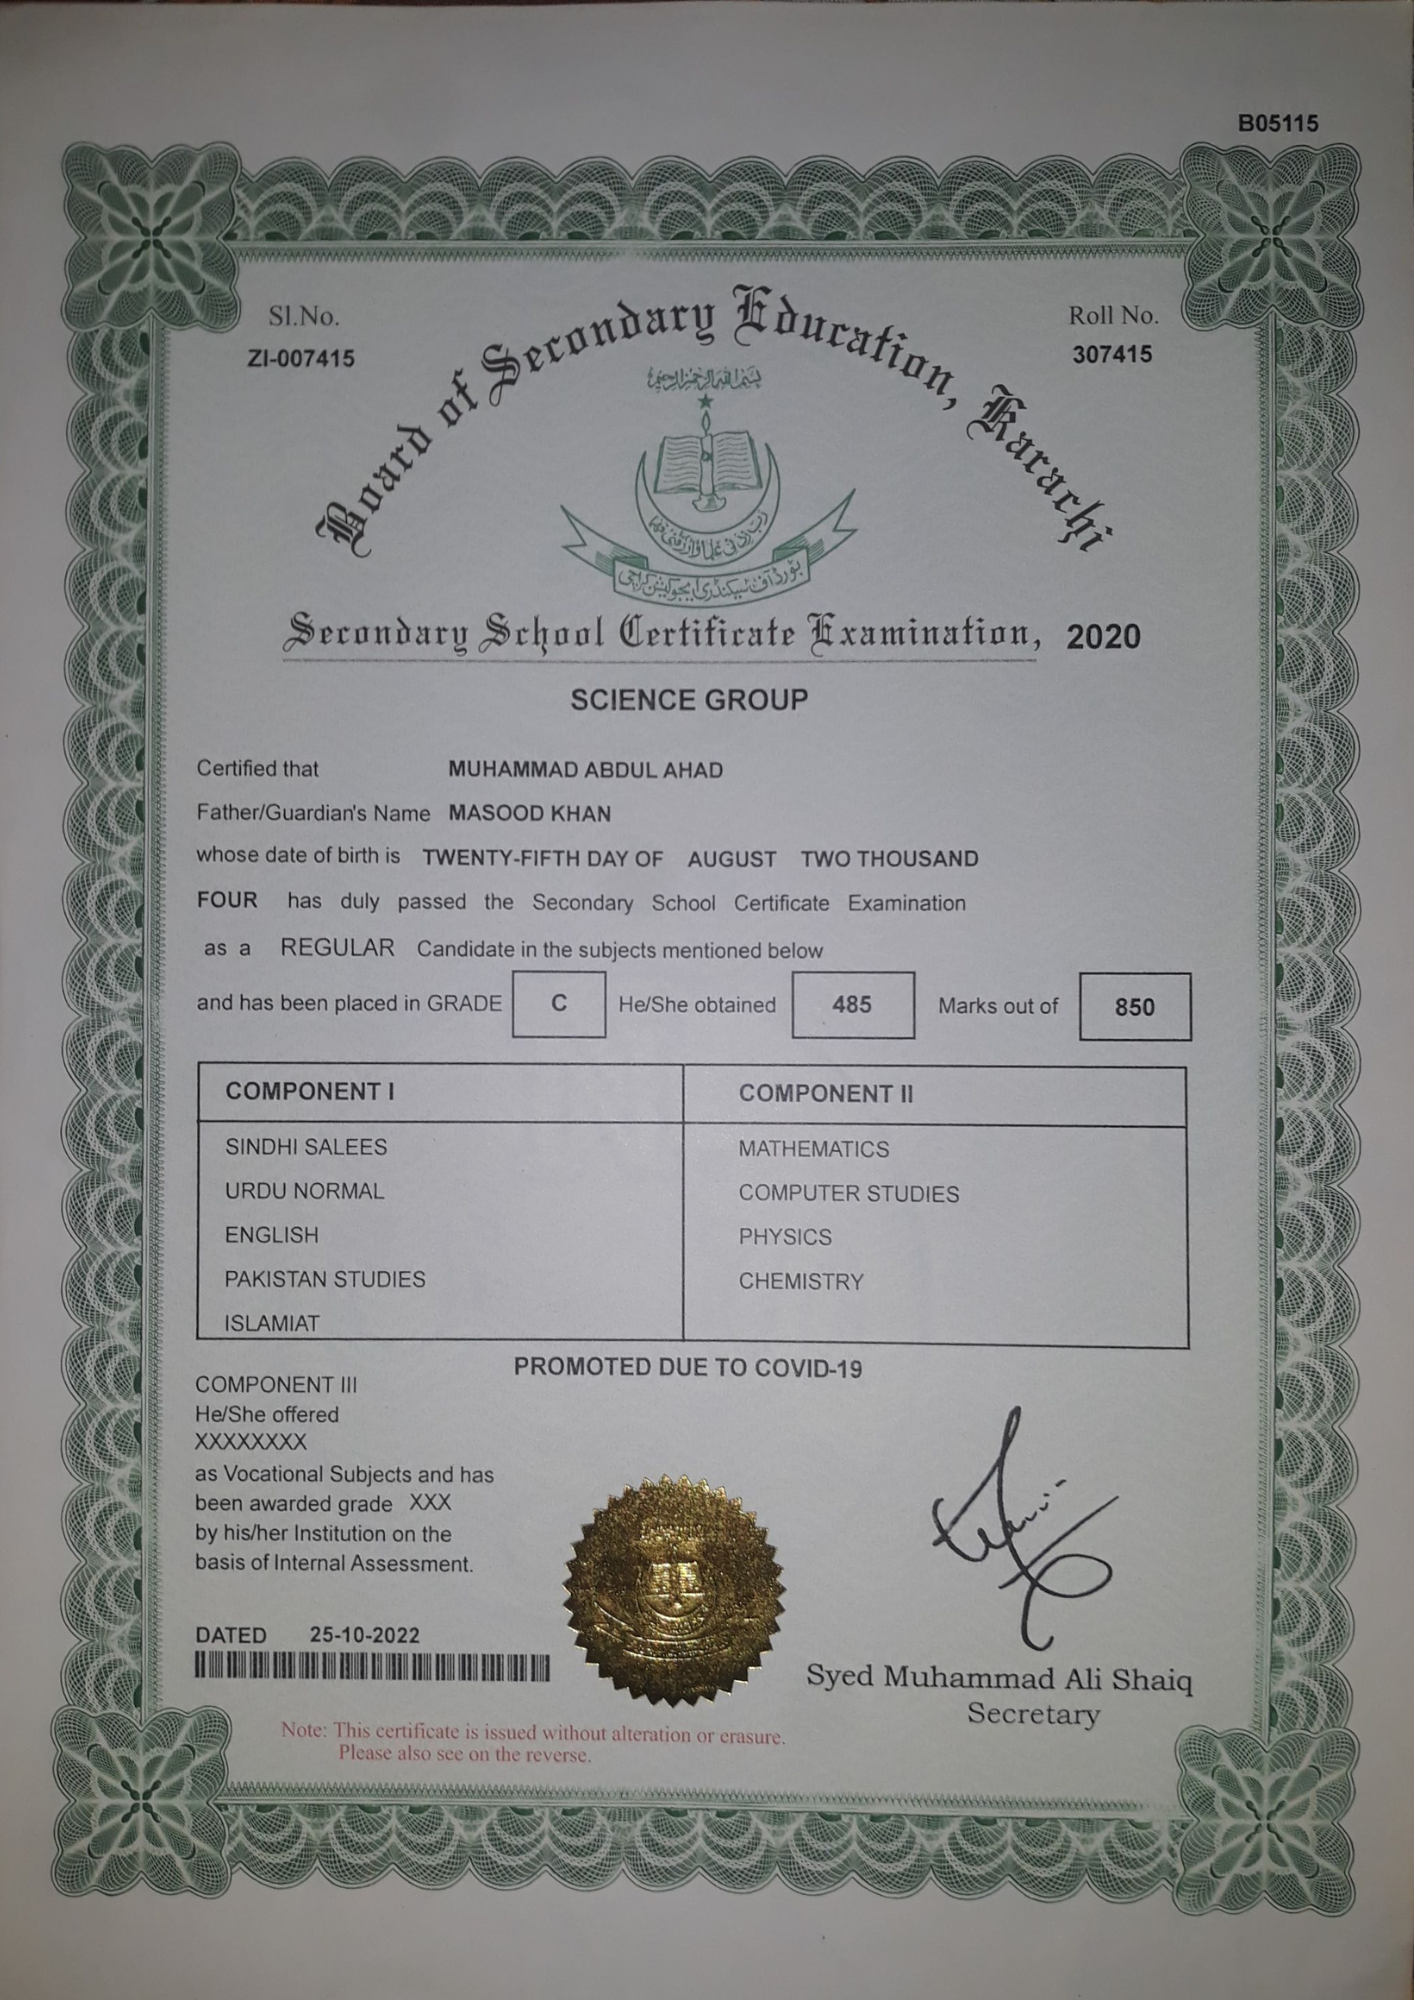 B05115
Sl.No.
ZI-007415
Roll No.
307415
Board of Secondary Education, Karachi
بورڈ آف سیکنڈری ایجوکیشن کراچی
Secondary School Certificate Examination, 2020
SCIENCE GROUP
Certified that MUHAMMAD ABDUL AHAD
Father/Guardian's Name MASOOD KHAN
whose date of birth is TWENTY-FIFTH DAY OF AUGUST TWO THOUSAND
FOUR has duly passed the Secondary School Certificate Examination
as a REGULAR Candidate in the subjects mentioned below
and has been placed in GRADE C He/She obtained 485 Marks out of 850
COMPONENT I COMPONENT II
SINDHI SALEES MATHEMATICS
URDU NORMAL COMPUTER STUDIES
ENGLISH PHYSICS
PAKISTAN STUDIES CHEMISTRY
ISLAMIAT
PROMOTED DUE TO COVID-19
COMPONENT III
He/She offered
XXXXXXXX
as Vocational Subjects and has
been awarded grade XXX
by his/her Institution on the
basis of Internal Assessment.
DATED 25-10-2022
Syed Muhammad Ali Shaiq
Secretary
Note: This certificate is issued without alteration or erasure.
Please also see on the reverse.